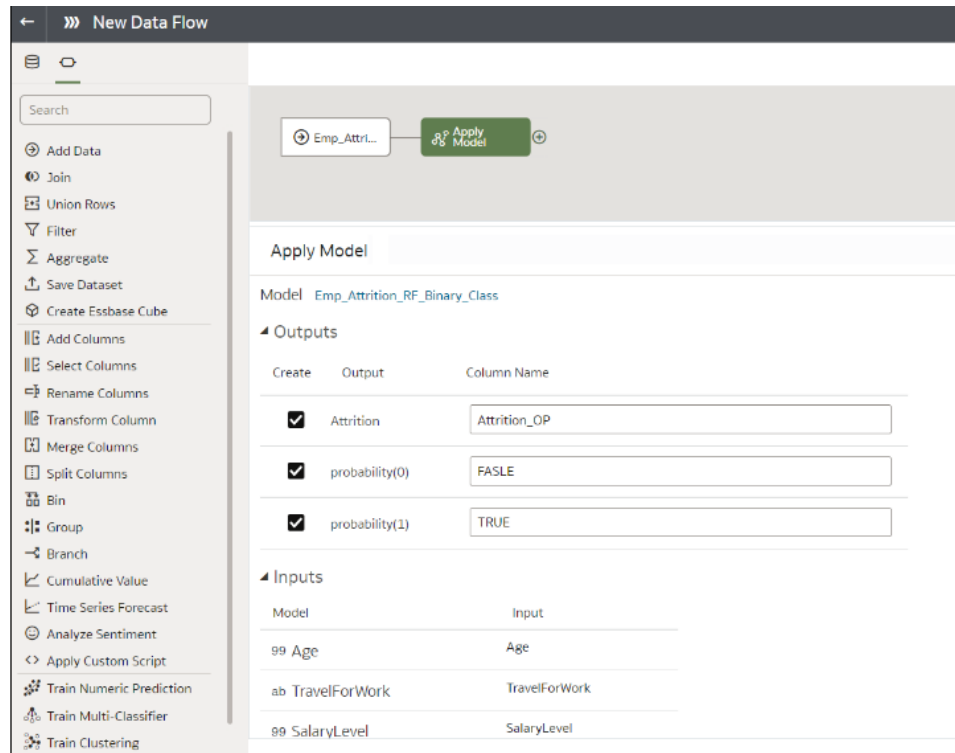 New Data Flow
Search
Add Data
Join
Union Rows
Filter
Aggregate
Save Dataset
Create Essbase Cube
Add Columns
Select Columns
Rename Columns
Transform Column
Merge Columns
Split Columns
Bin
Group
Branch
Cumulative Value
Time Series Forecast
Analyze Sentiment
Apply Custom Script
Train Numeric Prediction
Train Multi-Classifier
Train Clustering
Emp_Attri...
Apply
Model
Apply Model
Model Emp_Attrition_RF_Binary_Class
Outputs
Create Output Column Name
Attrition Attrition_OP
probability(0) FASLE
probability(1) TRUE
Inputs
Model Input
99 Age Age
ab TravelForWork TravelForWork
99 SalaryLevel SalaryLevel